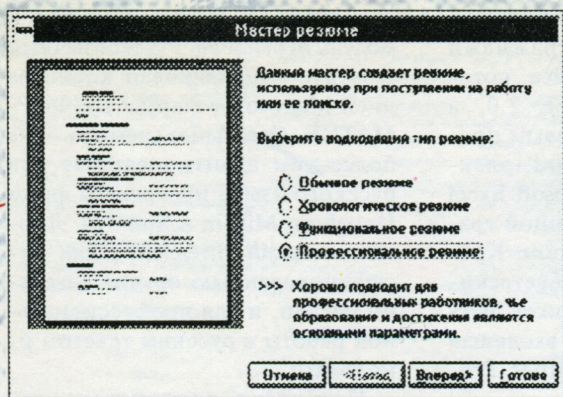 Мастер резюме
Данный мастер создает резюме,
используемое при поступлении на работу
или ее поиске.
Выберите подходящий тип резюме:
Обычное резюме
Хронологическое резюме
Функциональное резюме
Профессиональное резюме
>>> Хорошо подходит для
профессиональных работников, чье
образование и достижения являются
основными параметрами.
Отмена <Назад Вперед> Готово